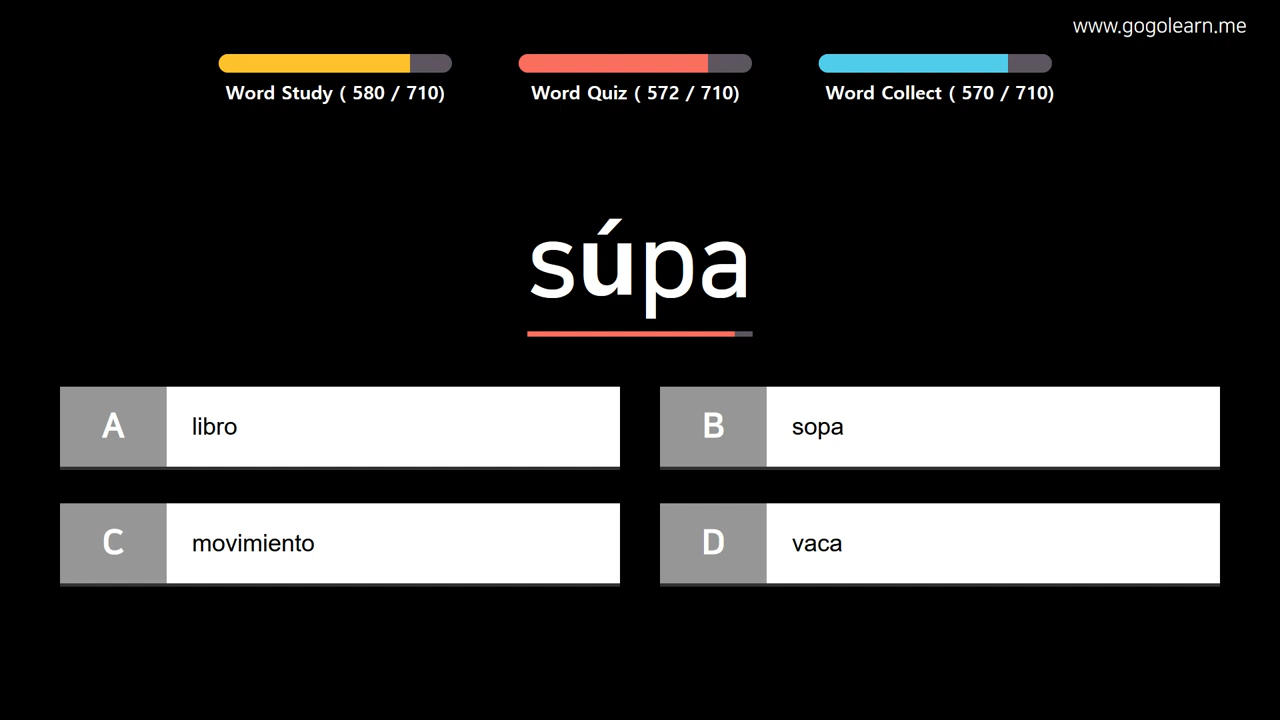 www.gogolearn.me
Word Study ( 580 / 710)
Word Quiz ( 572 / 710)
Word Collect ( 570 / 710)
súpa
A libro
B sopa
C movimiento
D vaca